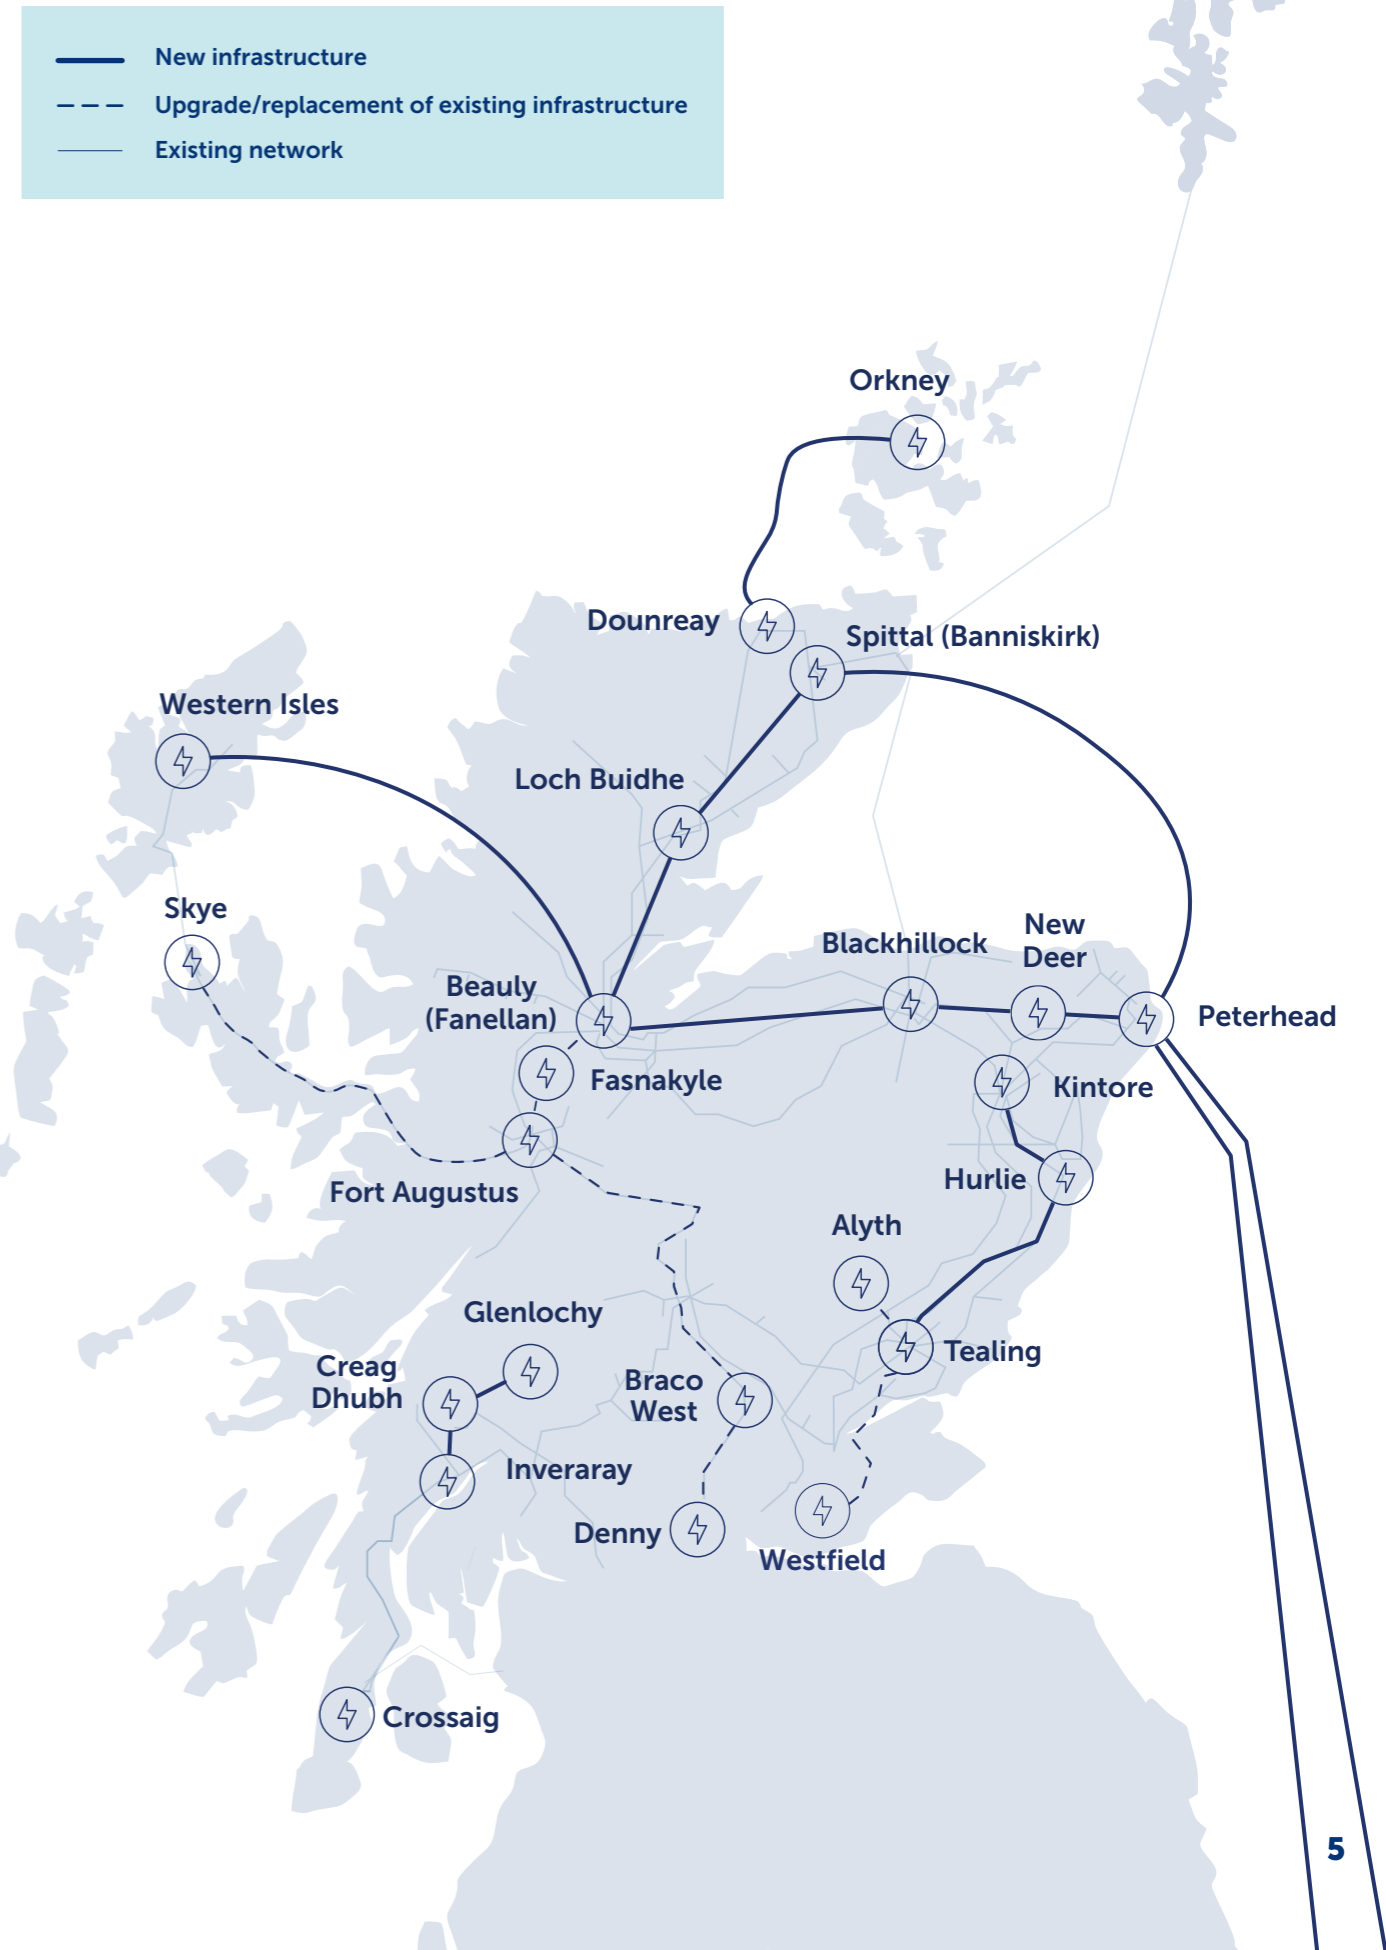 New infrastructure
Upgrade/replacement of existing infrastructure
Existing network
Orkney
Dounreay
Spittal (Banniskirk)
Western Isles
Loch Buidhe
Skye
Blackhillock
New
Deer
Beauly
(Fanellan)
Peterhead
Fasnakyle
Kintore
Hurlie
Fort Augustus
Alyth
Glenlochy
Tealing
Creag
Dhubh
Braco
West
Inveraray
Denny
Westfield
Crossaig
5